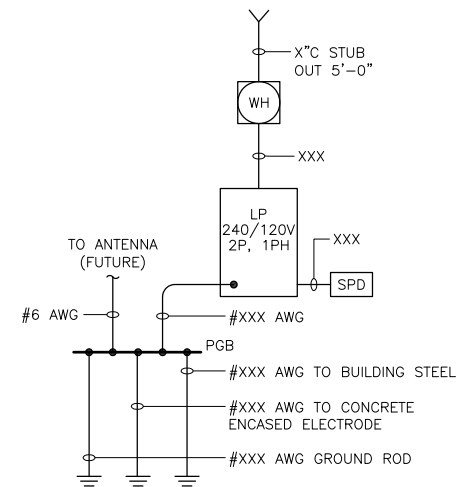 X"C STUB
OUT 5'-0"
WH
XXX
LP
240/120V
2P, 1PH
XXX
SPD
TO ANTENNA
(FUTURE)
#6 AWG
#XXX AWG
PGB
#XXX AWG TO BUILDING STEEL
#XXX AWG TO CONCRETE
ENCASED ELECTRODE
#XXX AWG GROUND ROD